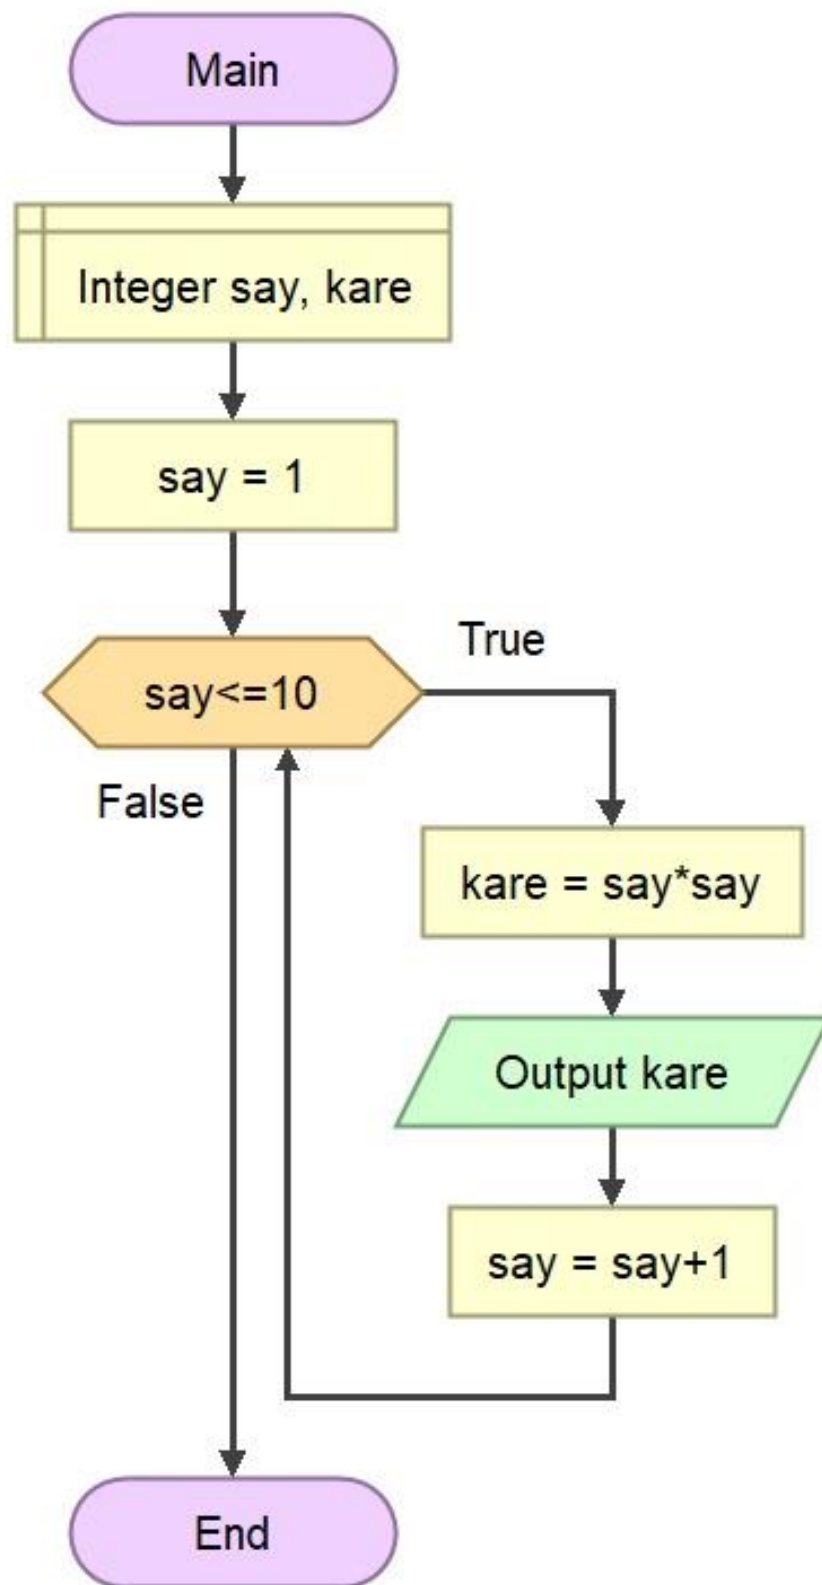 Main
Integer say, kare
say = 1
say<=10
True
False
kare = say*say
Output kare
say = say+1
End